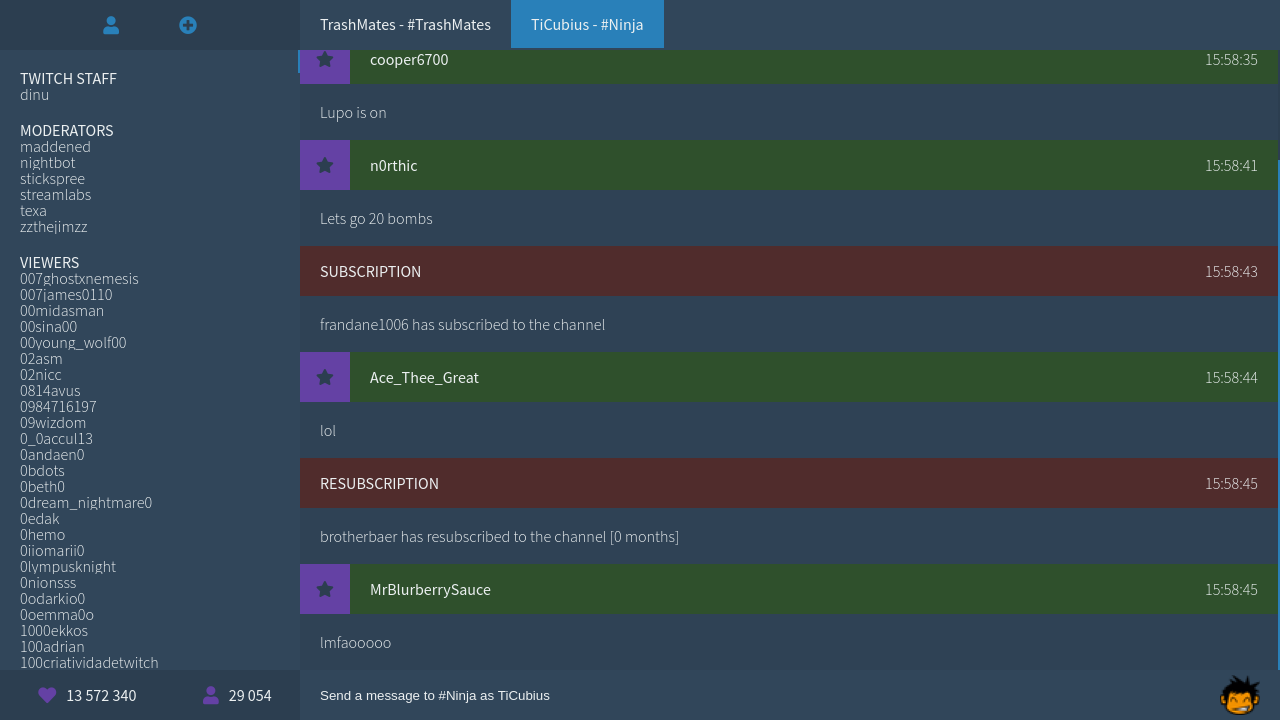 TrashMates - #TrashMates
TiCubius - #Ninja
TWITCH STAFF
dinu
MODERATORS
maddened
nightbot
stickspree
streamlabs
texa
zzthejimzz
VIEWERS
007ghostxnemesis
007james0110
00midasman
00sina00
00young_wolf00
02asm
02nicc
0814avus
0984716197
09wizdom
0_0accul13
0andaen0
0bdots
0beth0
0dream_nightmare0
0edak
0hemo
0iiomarii0
0lympusknight
0nionsss
0odarkio0
0oemma0o
1000ekkos
100adrian
100criatividadetwitch
13 572 340
29 054
cooper6700 15:58:35
Lupo is on
n0rthic 15:58:41
Lets go 20 bombs
SUBSCRIPTION 15:58:43
frandane1006 has subscribed to the channel
Ace_Thee_Great 15:58:44
lol
RESUBSCRIPTION 15:58:45
brotherbaer has resubscribed to the channel [0 months]
MrBlurberrySauce 15:58:45
lmfaooooo
Send a message to #Ninja as TiCubius